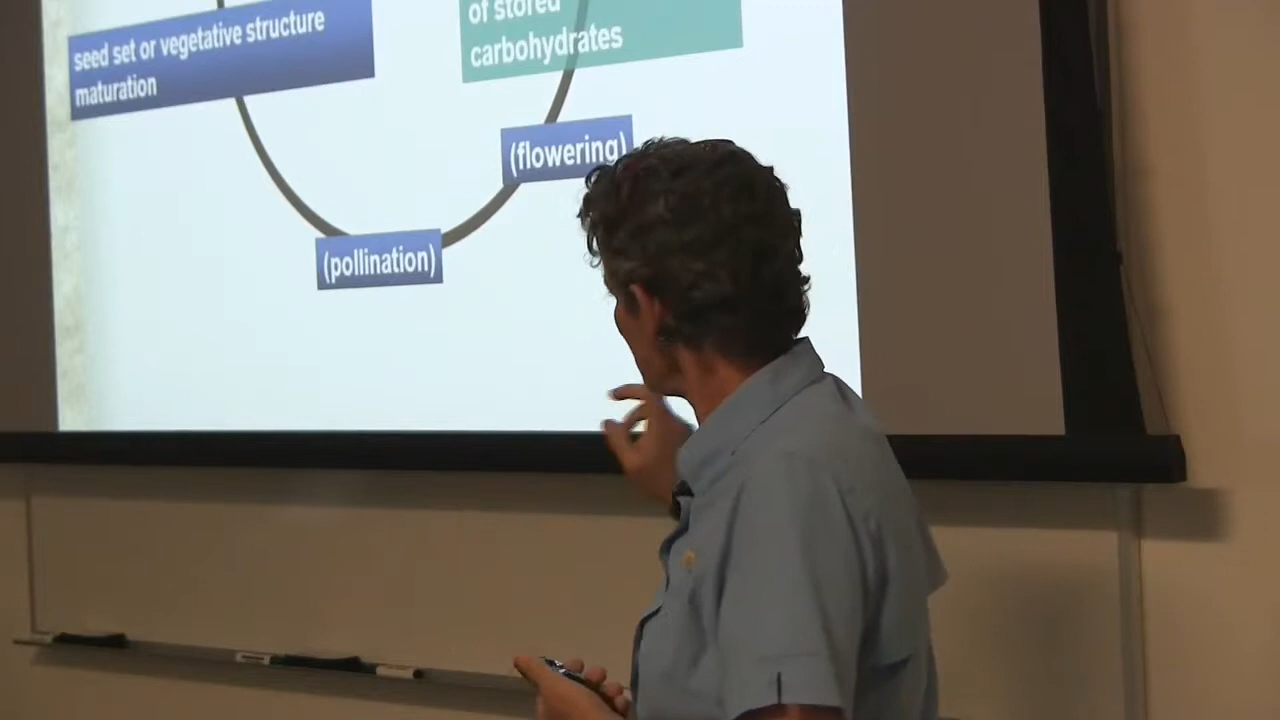 seed set or vegetative structure
maturation
of stored
carbohydrates
(flowering)
(pollination)